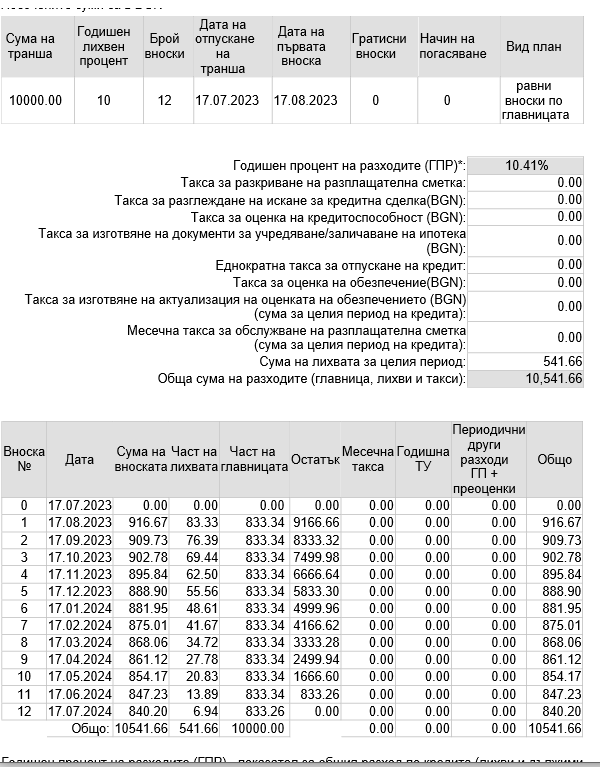 Сума на транша Годишен лихвен процент Брой вноски Дата на отпускане на транша Дата на първата вноска Гратисни вноски Начин на погасяване Вид план
10000.00 10 12 17.07.2023 17.08.2023 0 0 равни вноски по главницата
Годишен процент на разходите (ГПР)*: 10.41%
Такса за разкриване на разплащателна сметка: 0.00
Такса за разглеждане на искане за кредитна сделка(BGN): 0.00
Такса за оценка на кредитоспособност (BGN): 0.00
Такса за изготвяне на документи за учредяване/заличаване на ипотека
(BGN): 0.00
Еднократна такса за отпускане на кредит: 0.00
Такса за оценка на обезпечение(BGN): 0.00
Такса за изготвяне на актуализация на оценката на обезпечението (BGN)
(сума за целия период на кредита): 0.00
Месечна такса за обслужване на разплащателна сметка
(сума за целия период на кредита): 0.00
Сума на лихвата за целия период: 541.66
Обща сума на разходите (главница, лихви и такси): 10,541.66
Вноска № Дата Сума на вноската Част на лихвата Част на главницата Остатък Месечна такса Годишна ТУ Периодични други разходи ГП + преоценки Общо
0 17.07.2023 0.00 0.00 0.00 0.00 0.00 0.00 0.00 0.00
1 17.08.2023 916.67 83.33 833.34 9166.66 0.00 0.00 0.00 916.67
2 17.09.2023 909.73 76.39 833.34 8333.32 0.00 0.00 0.00 909.73
3 17.10.2023 902.78 69.44 833.34 7499.98 0.00 0.00 0.00 902.78
4 17.11.2023 895.84 62.50 833.34 6666.64 0.00 0.00 0.00 895.84
5 17.12.2023 888.90 55.56 833.34 5833.30 0.00 0.00 0.00 888.90
6 17.01.2024 881.95 48.61 833.34 4999.96 0.00 0.00 0.00 881.95
7 17.02.2024 875.01 41.67 833.34 4166.62 0.00 0.00 0.00 875.01
8 17.03.2024 868.06 34.72 833.34 3333.28 0.00 0.00 0.00 868.06
9 17.04.2024 861.12 27.78 833.34 2499.94 0.00 0.00 0.00 861.12
10 17.05.2024 854.17 20.83 833.34 1666.60 0.00 0.00 0.00 854.17
11 17.06.2024 847.23 13.89 833.34 833.26 0.00 0.00 0.00 847.23
12 17.07.2024 840.20 6.94 833.26 0.00 0.00 0.00 0.00 840.20
Общо: 10541.66 541.66 10000.00 0.00 0.00 0.00 10541.66
Годишен процент на разходите (ГПР) - показател за общия разход по кредита (лихви и дължими